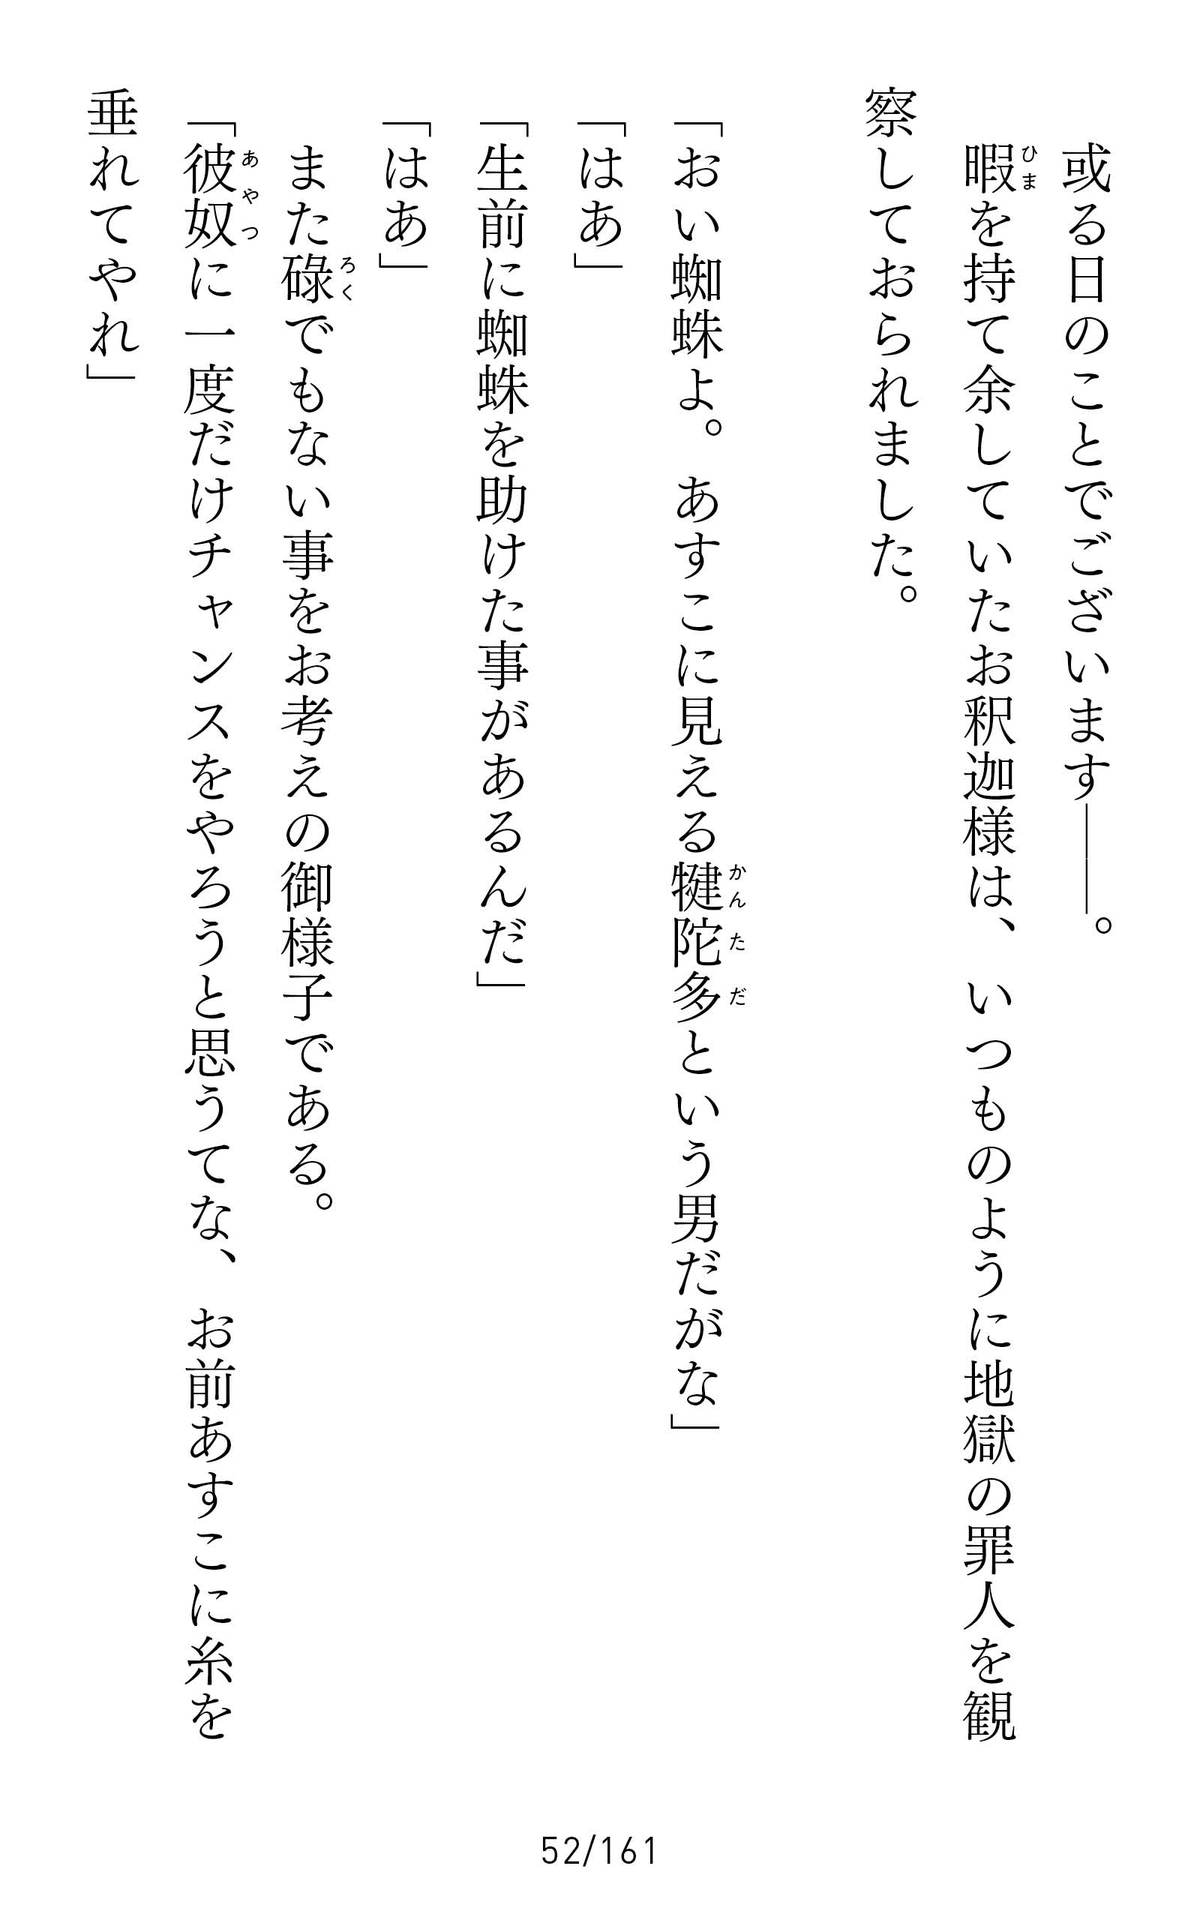 或る日のことでございます――。
暇を持て余していたお釈迦様は、いつものように地獄の罪人を観
察しておられました。
「おい蜘蛛よ。あすこに見える犍陀多という男だがな」
「はあ」
「生前に蜘蛛を助けた事があるんだ」
「はあ」
また碌でもない事をお考えの御様子である。
「彼奴に一度だけチャンスをやろうと思うてな、お前あすこに糸を
垂れてやれ」
ひま
かんただ
ろく
あやつ
52/161